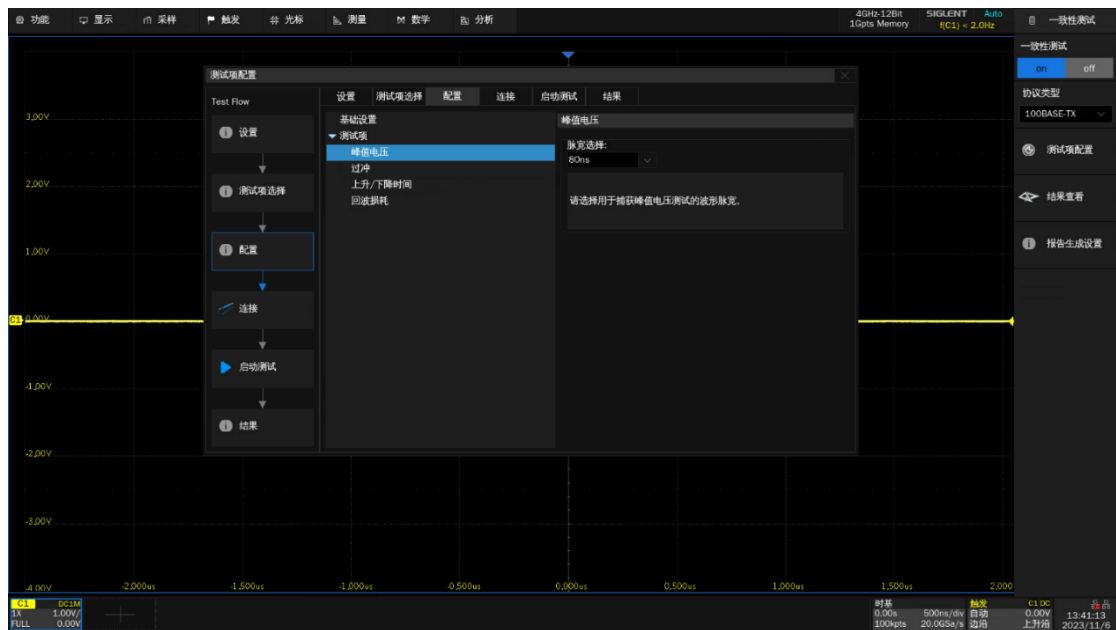 功能 显示 采样 触发 光标 测量 数学 分析
4GHz-12Bit
1Gpts Memory
SIGLENT Auto
f(C1) < 2.0Hz
一致性测试
一致性测试
on off
协议类型
100BASE-TX
测试项配置
结果查看
报告生成设置
测试项配置
Test Flow
设置
测试项选择
配置
连接
启动测试
结果
设置 测试项选择 配置 连接 启动测试 结果
基础设置
测试项
峰值电压
过冲
上升/下降时间
回波损耗
峰值电压
脉宽选择:
80ns
请选择用于捕获峰值电压测试的波形脉宽。
3.00V
2.00V
1.00V
C1 0.00V
-1.00V
-2.00V
-3.00V
-4.00V
-2.000us -1.500us -1.000us -0.500us 0.000us 0.500us 1.000us 1.500us 2.000
C1 DC1M
1X 1.00V/
FULL 0.00V
时基
0.00s 500ns/div
100kpts 20.0GSa/s
触发 C1 DC
自动 0.00V
边沿 上升沿
13:41:13
2023/11/6